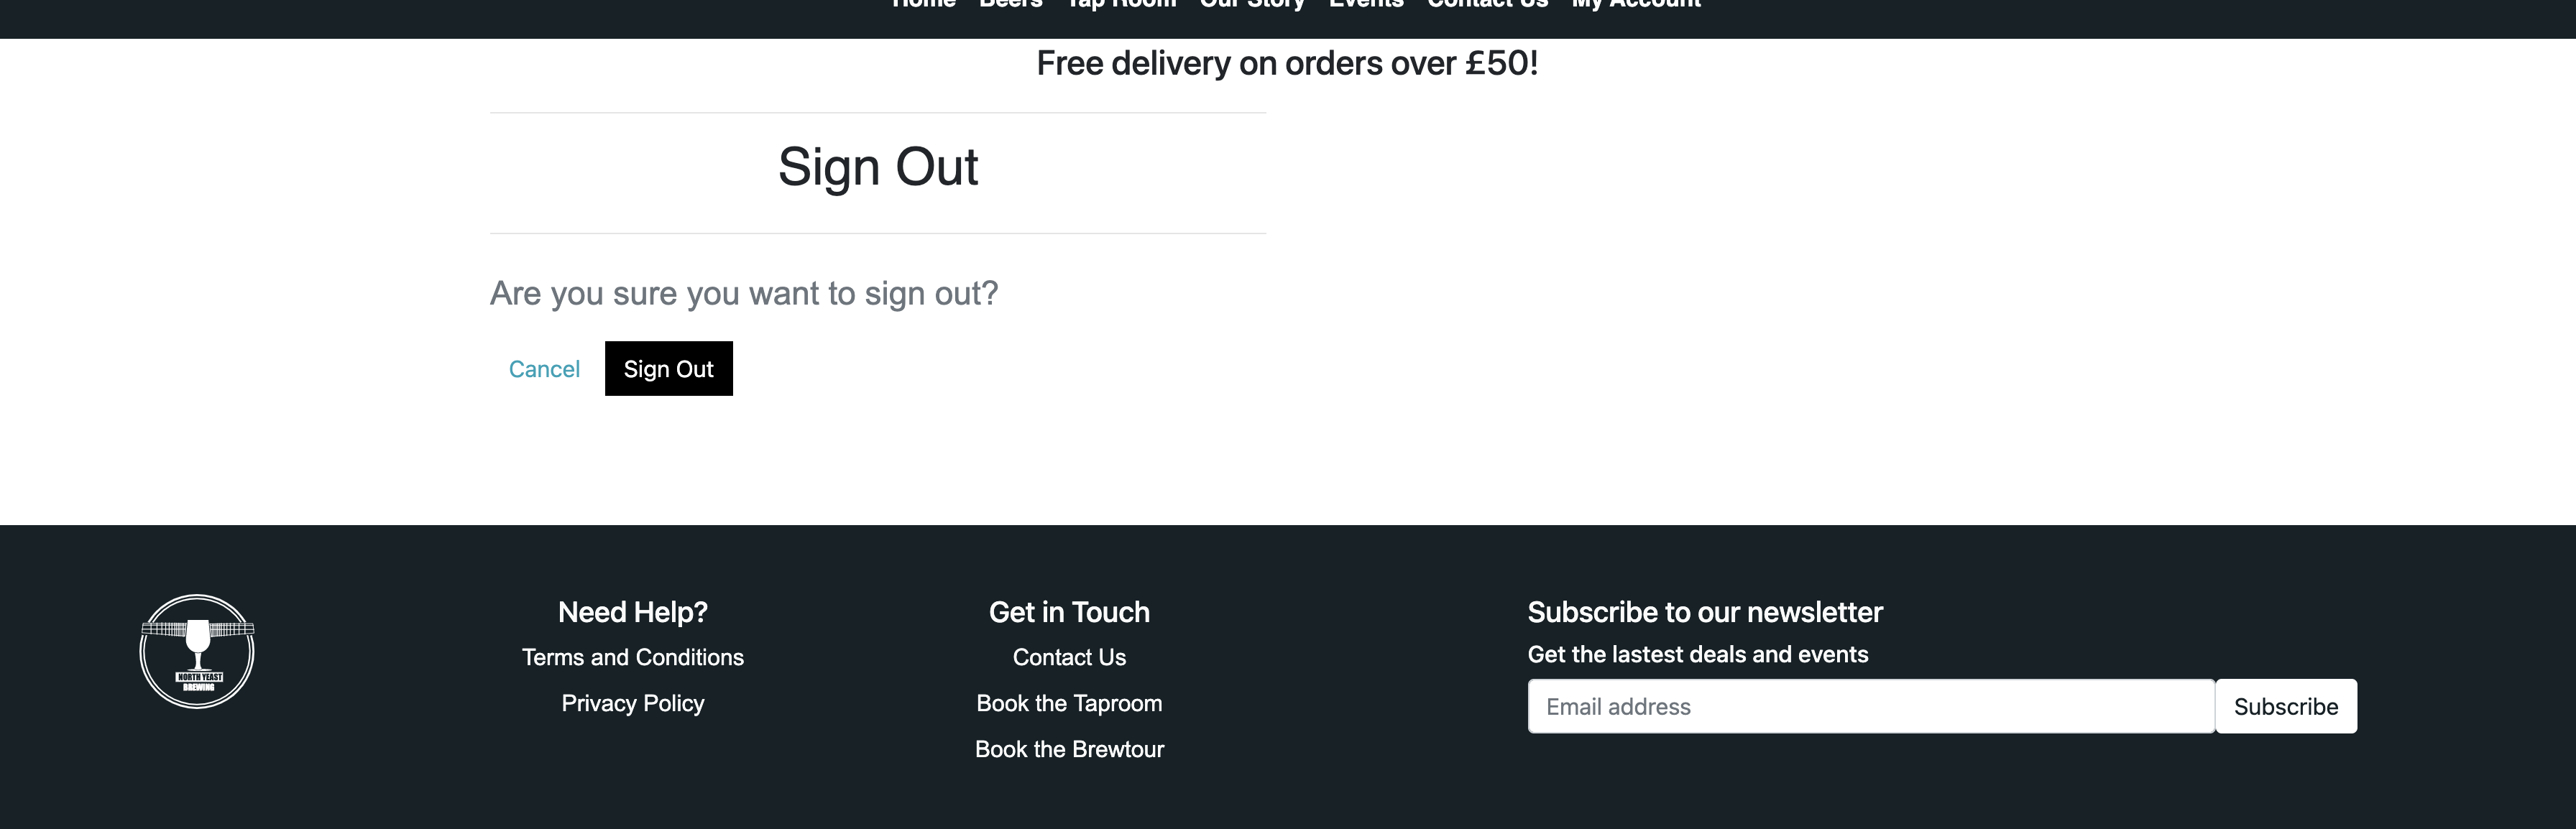 Home Beers Tap Room Our Story Events Contact Us My Account
Free delivery on orders over £50!
Sign Out
Are you sure you want to sign out?
Cancel Sign Out
NORTH YEAST
BREWING
Need Help?
Terms and Conditions
Privacy Policy
Get in Touch
Contact Us
Book the Taproom
Book the Brewtour
Subscribe to our newsletter
Get the lastest deals and events
Email address Subscribe